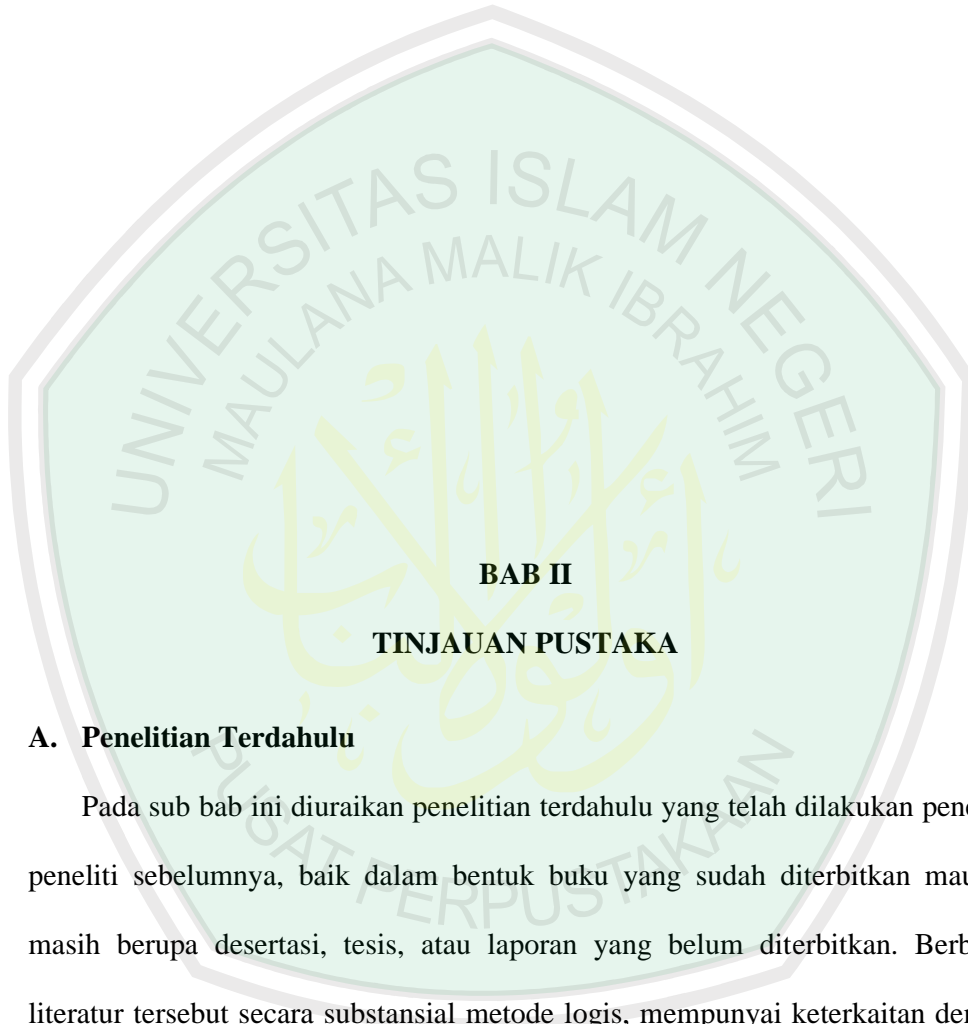 UNIVERSITAS ISLAM NEGERI
MAULANA MALIK IBRAHIM
BAB II
TINJAUAN PUSTAKA
A. Penelitian Terdahulu
Pada sub bab ini diuraikan penelitian terdahulu yang telah dilakukan
peneliti sebelumnya, baik dalam bentuk buku yang sudah diterbitkan
masih berupa desertasi, tesis, atau laporan yang belum diterbitkan.
literatur tersebut secara substansial metode logis, mempunyai keterkaitan
PUSAT PERPUSTAKAAN